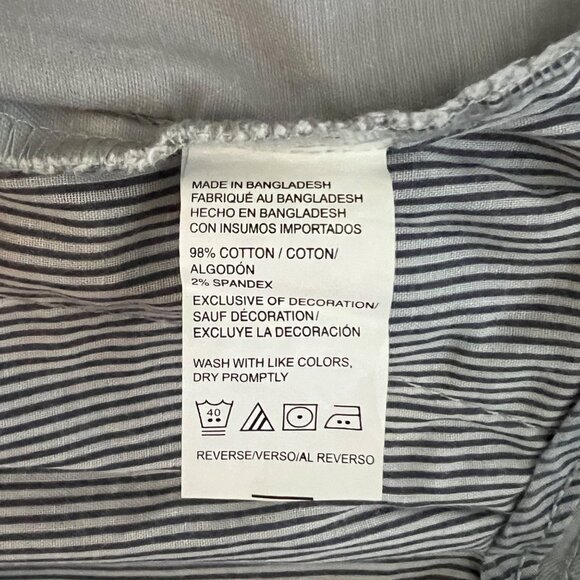 MADE IN BANGLADESH
FABRIQUÉ AU BANGLADESH
HECHO EN BANGLADESH
CON INSUMOS IMPORTADOS
98% COTTON / COTON/
ALGODÓN
2% SPANDEX
EXCLUSIVE OF DECORATION/
SAUF DÉCORATION/
EXCLUYE LA DECORACIÓN
WASH WITH LIKE COLORS,
DRY PROMPTLY
40
REVERSE/VERSO/AL REVERSO